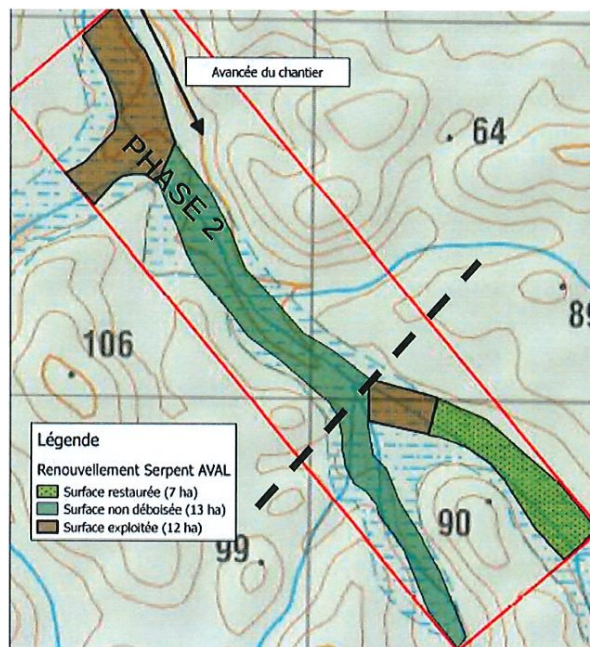 Avancée du chantier
64
PHASE 2
89
106
Légende
Renouvellement Serpent AVAL
Surface restaurée (7 ha)
Surface non déboisée (13 ha)
Surface exploitée (12 ha)
90
99